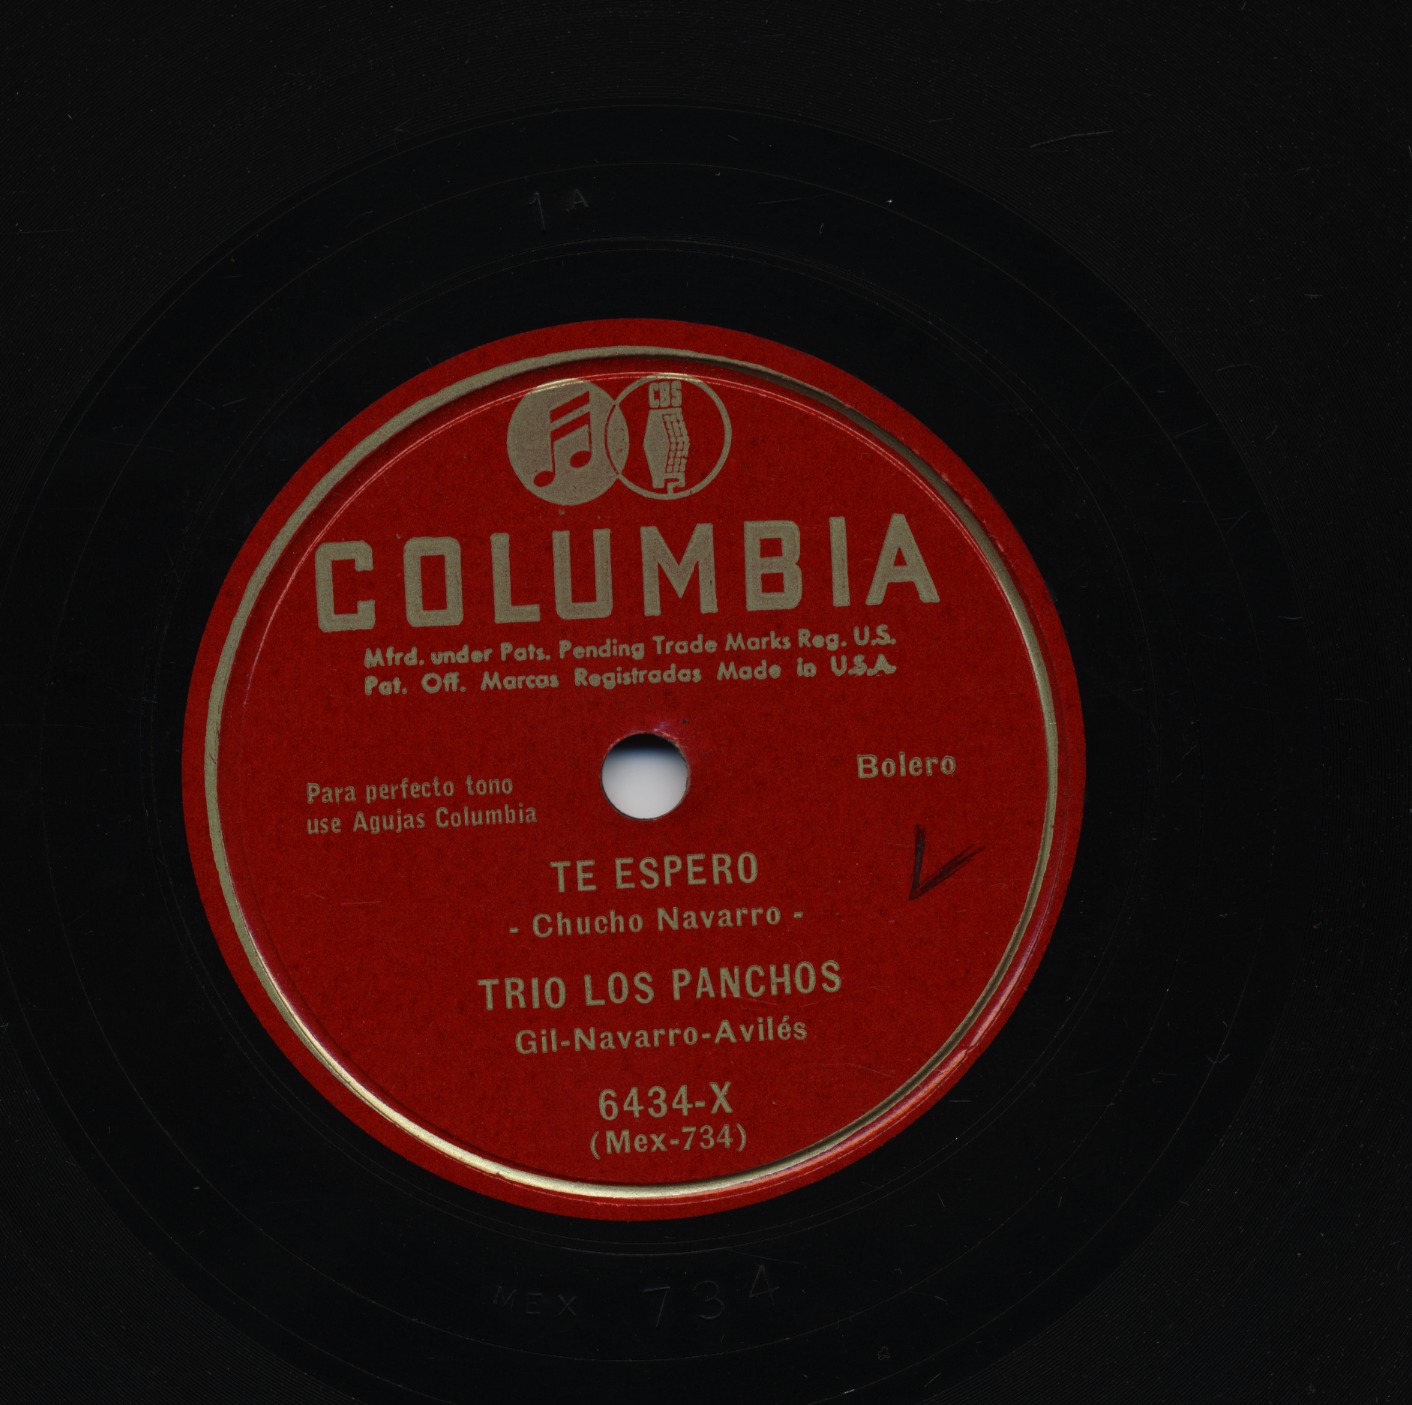 1 A
CBS
COLUMBIA
Mfrd. under Pats. Pending Trade Marks Reg. U.S.
Pat. Off. Marcas Registradas Made in U.S.A.
Bolero
Para perfecto tono
use Agujas Columbia
TE ESPERO
- Chucho Navarro -
TRIO LOS PANCHOS
Gil-Navarro-Avilés
6434-X
(Mex-734)
MEX 734